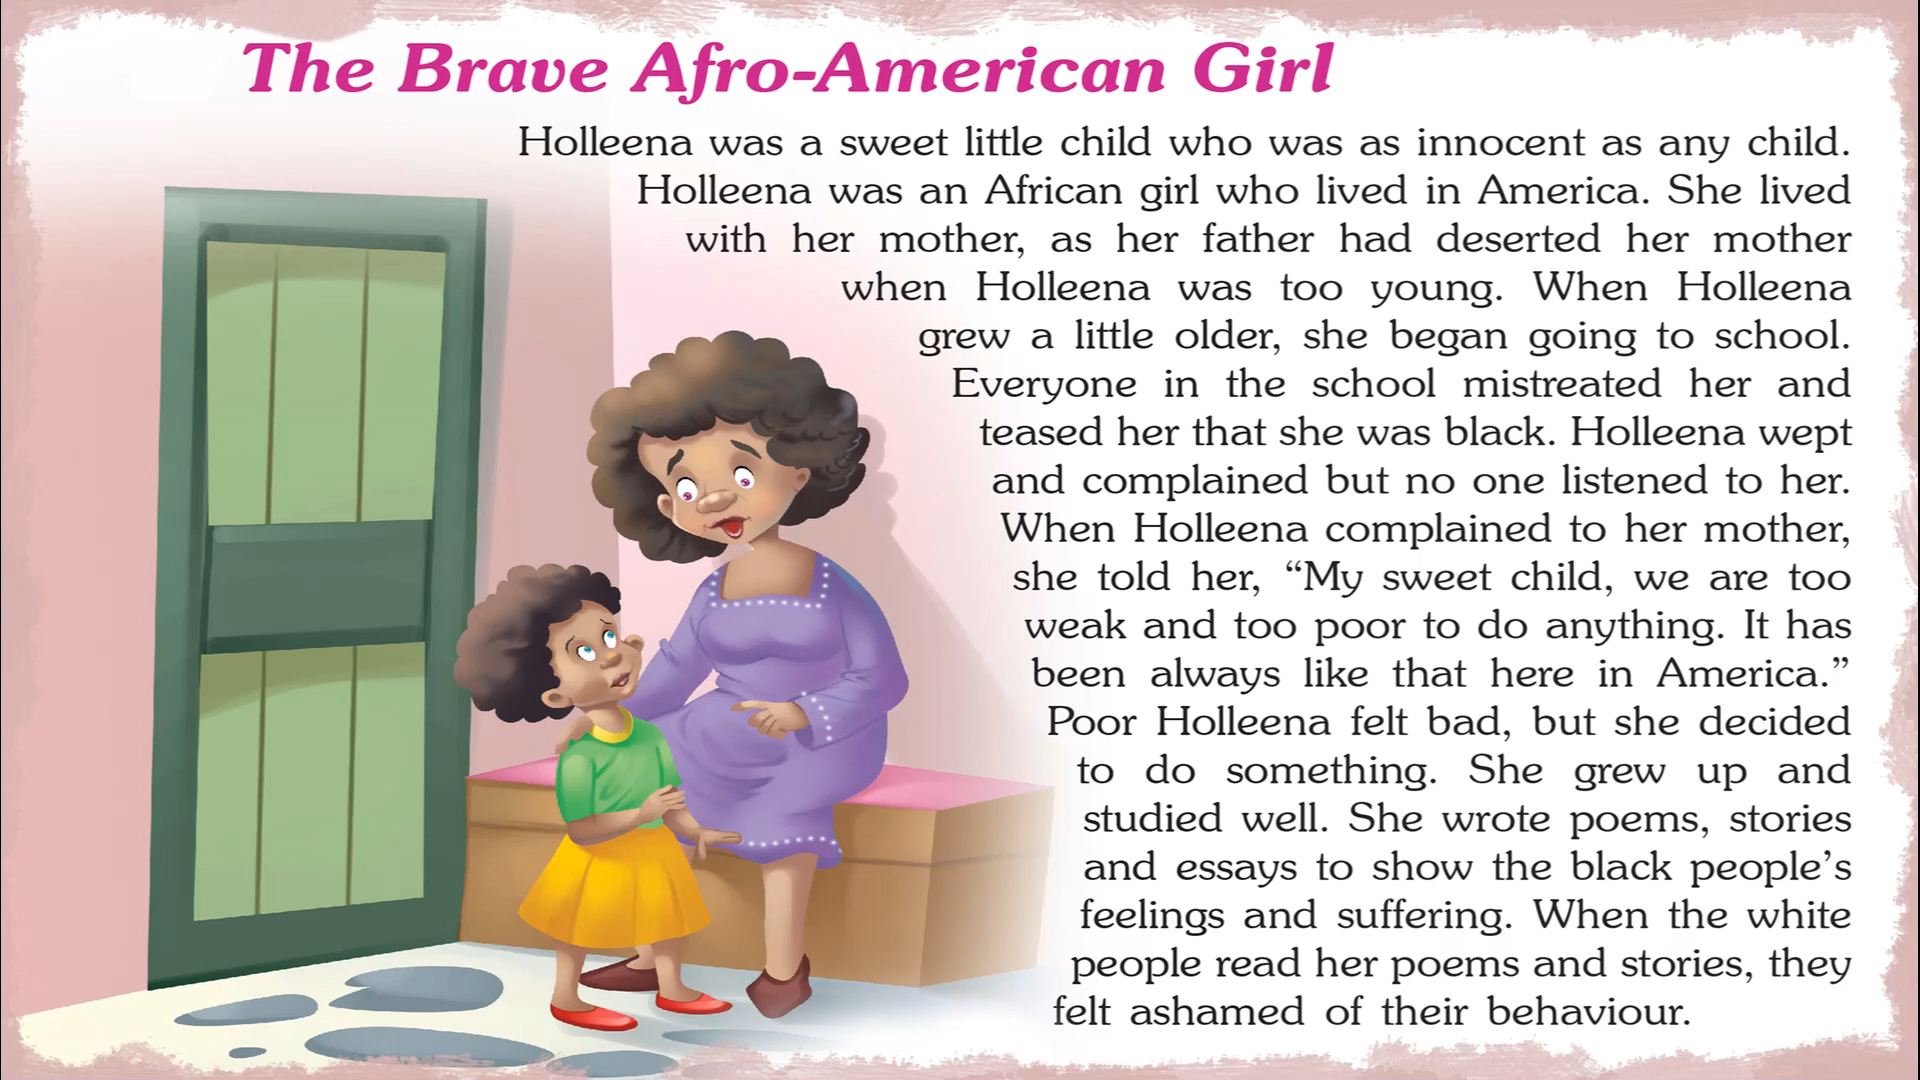 The Brave Afro-American Girl
Holleena was a sweet little child who was as innocent as any child.
Holleena was an African girl who lived in America. She lived
with her mother, as her father had deserted her mother
when Holleena was too young. When Holleena
grew a little older, she began going to school.
Everyone in the school mistreated her and
teased her that she was black. Holleena wept
and complained but no one listened to her.
When Holleena complained to her mother,
she told her, “My sweet child, we are too
weak and too poor to do anything. It has
been always like that here in America.”
Poor Holleena felt bad, but she decided
to do something. She grew up and
studied well. She wrote poems, stories
and essays to show the black people’s
feelings and suffering. When the white
people read her poems and stories, they
felt ashamed of their behaviour.